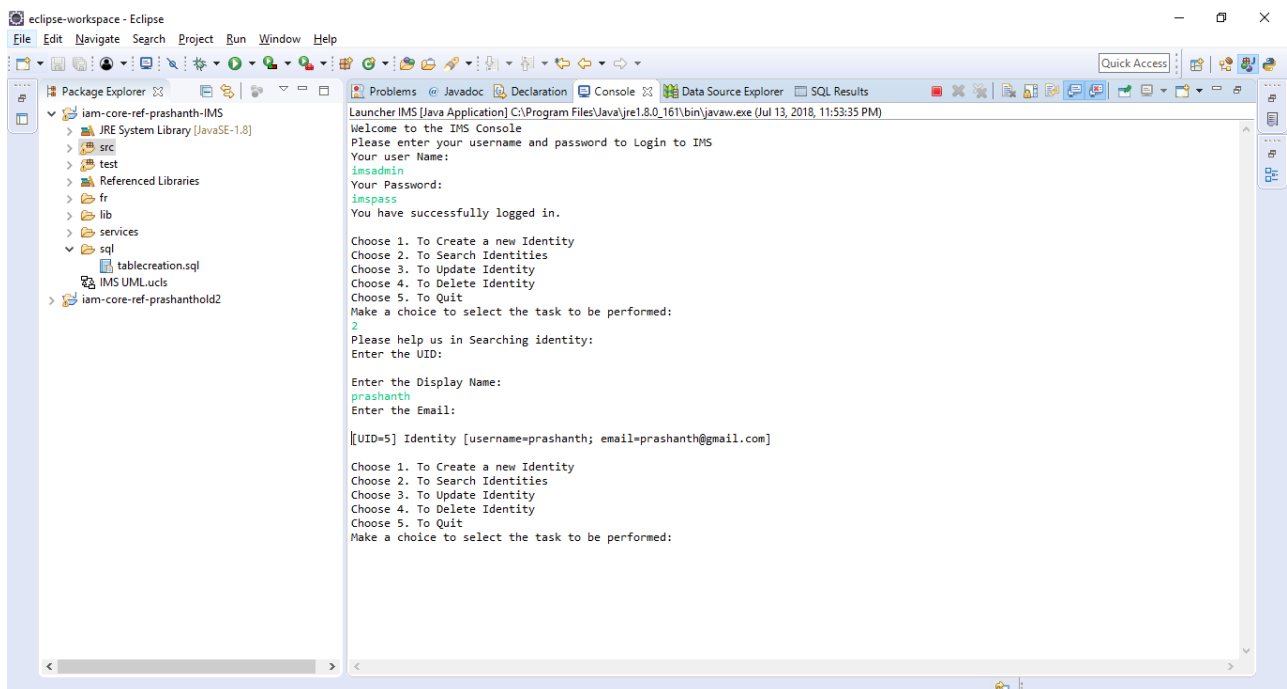 eclipse-workspace - Eclipse
File Edit Navigate Search Project Run Window Help
Quick Access
Package Explorer
Problems @ Javadoc Declaration Console Data Source Explorer SQL Results
iam-core-ref-prashanth-IMS
JRE System Library [JavaSE-1.8]
src
test
Referenced Libraries
fr
lib
services
sql
tablecreation.sql
IMS UML.ucls
iam-core-ref-prashanthold2
Launcher IMS [Java Application] C:\Program Files\Java\jre1.8.0_161\bin\javaw.exe (Jul 13, 2018, 11:53:35 PM)
Welcome to the IMS Console
Please enter your username and password to Login to IMS
Your user Name:
imsadmin
Your Password:
imspass
You have successfully logged in.
Choose 1. To Create a new Identity
Choose 2. To Search Identities
Choose 3. To Update Identity
Choose 4. To Delete Identity
Choose 5. To Quit
Make a choice to select the task to be performed:
2
Please help us in Searching identity:
Enter the UID:
Enter the Display Name:
prashanth
Enter the Email:
[UID=5] Identity [username=prashanth; email=prashanth@gmail.com]
Choose 1. To Create a new Identity
Choose 2. To Search Identities
Choose 3. To Update Identity
Choose 4. To Delete Identity
Choose 5. To Quit
Make a choice to select the task to be performed: